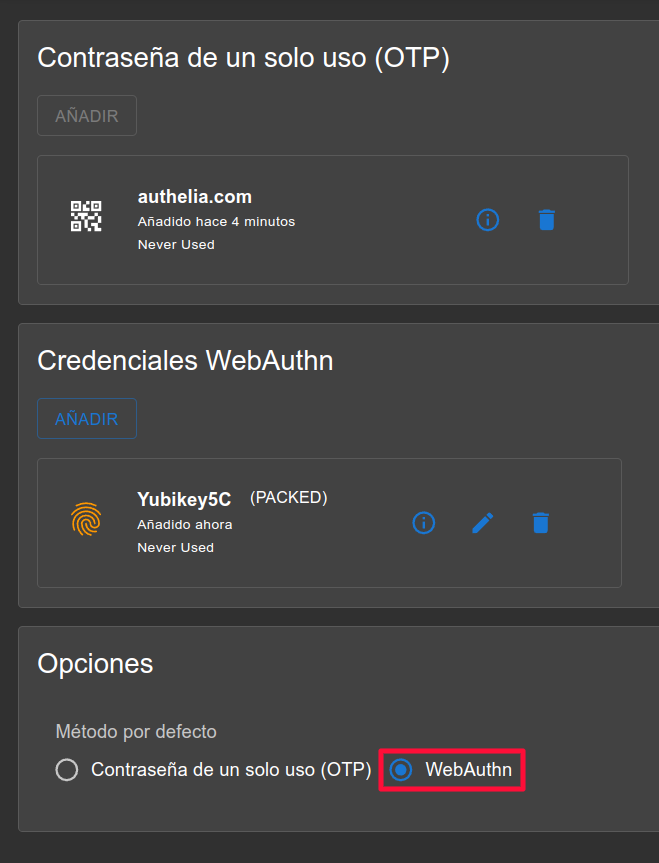 Contraseña de un solo uso (OTP)
AÑADIR
authelia.com
Añadido hace 4 minutos
Never Used
Credenciales WebAuthn
AÑADIR
Yubikey5C (PACKED)
Añadido ahora
Never Used
Opciones
Método por defecto
Contraseña de un solo uso (OTP) WebAuthn